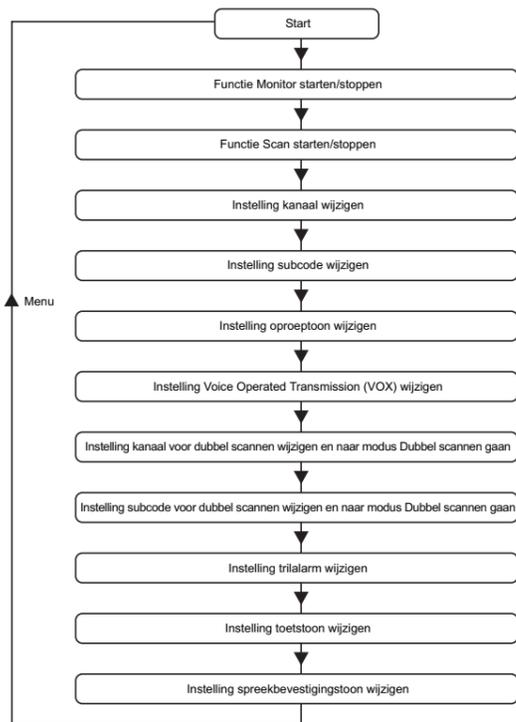 Start
Functie Monitor starten/stoppen
Functie Scan starten/stoppen
Instelling kanaal wijzigen
Instelling subcode wijzigen
Menu
Instelling oproeptoon wijzigen
Instelling Voice Operated Transmission (VOX) wijzigen
Instelling kanaal voor dubbel scannen wijzigen en naar modus Dubbel scannen gaan
Instelling subcode voor dubbel scannen wijzigen en naar modus Dubbel scannen gaan
Instelling trilalarm wijzigen
Instelling toetstoon wijzigen
Instelling spreekbevestigingstoon wijzigen